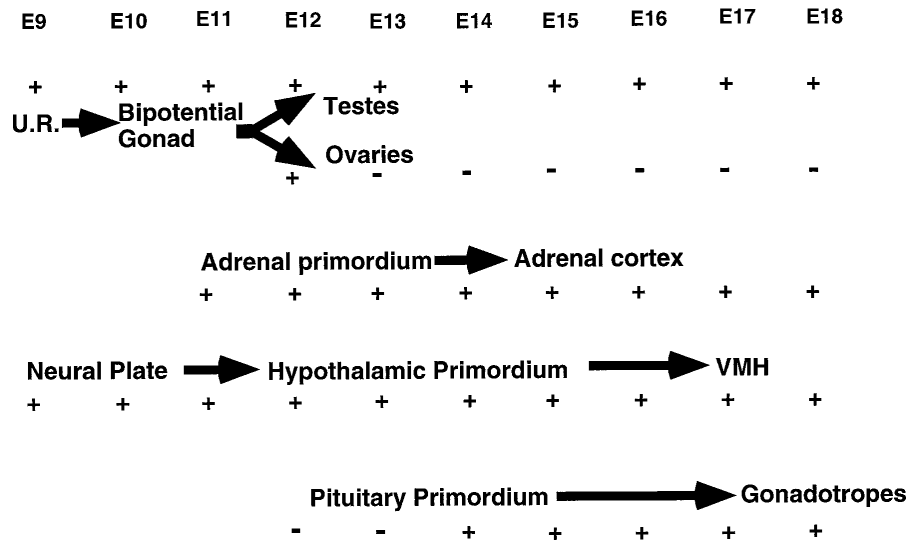 E9 E10 E11 E12 E13 E14 E15 E16 E17 E18
+ + + + + + + + + +
U.R. Bipotential Gonad Testes
Ovaries
+ - - - - - -
Adrenal primordium Adrenal cortex
+ + + + + + + +
Neural Plate Hypothalamic Primordium VMH
+ + + + + + + + + +
Pituitary Primordium Gonadotropes
- - + + + + +